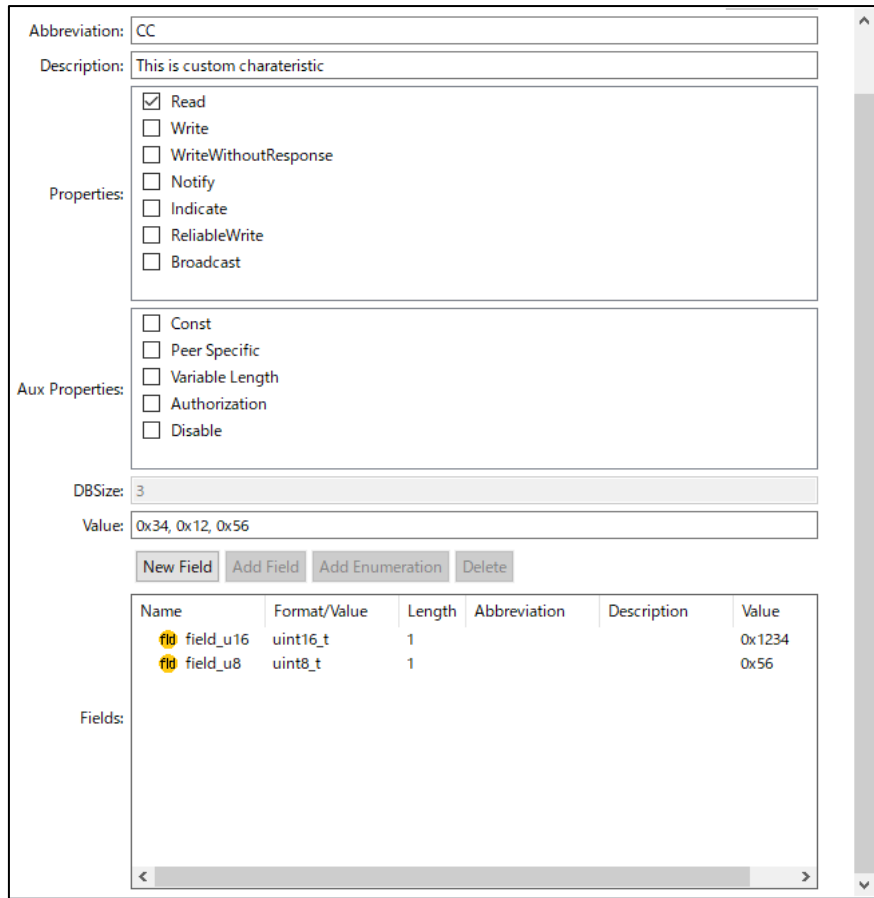 Abbreviation: CC
Description: This is custom charateristic
Properties:
Read
Write
WriteWithoutResponse
Notify
Indicate
ReliableWrite
Broadcast
Aux Properties:
Const
Peer Specific
Variable Length
Authorization
Disable
DBSize: 3
Value: 0x34, 0x12, 0x56
New Field Add Field Add Enumeration Delete
Fields:
Name Format/Value Length Abbreviation Description Value
fld field_u16 uint16_t 1 0x1234
fld field_u8 uint8_t 1 0x56